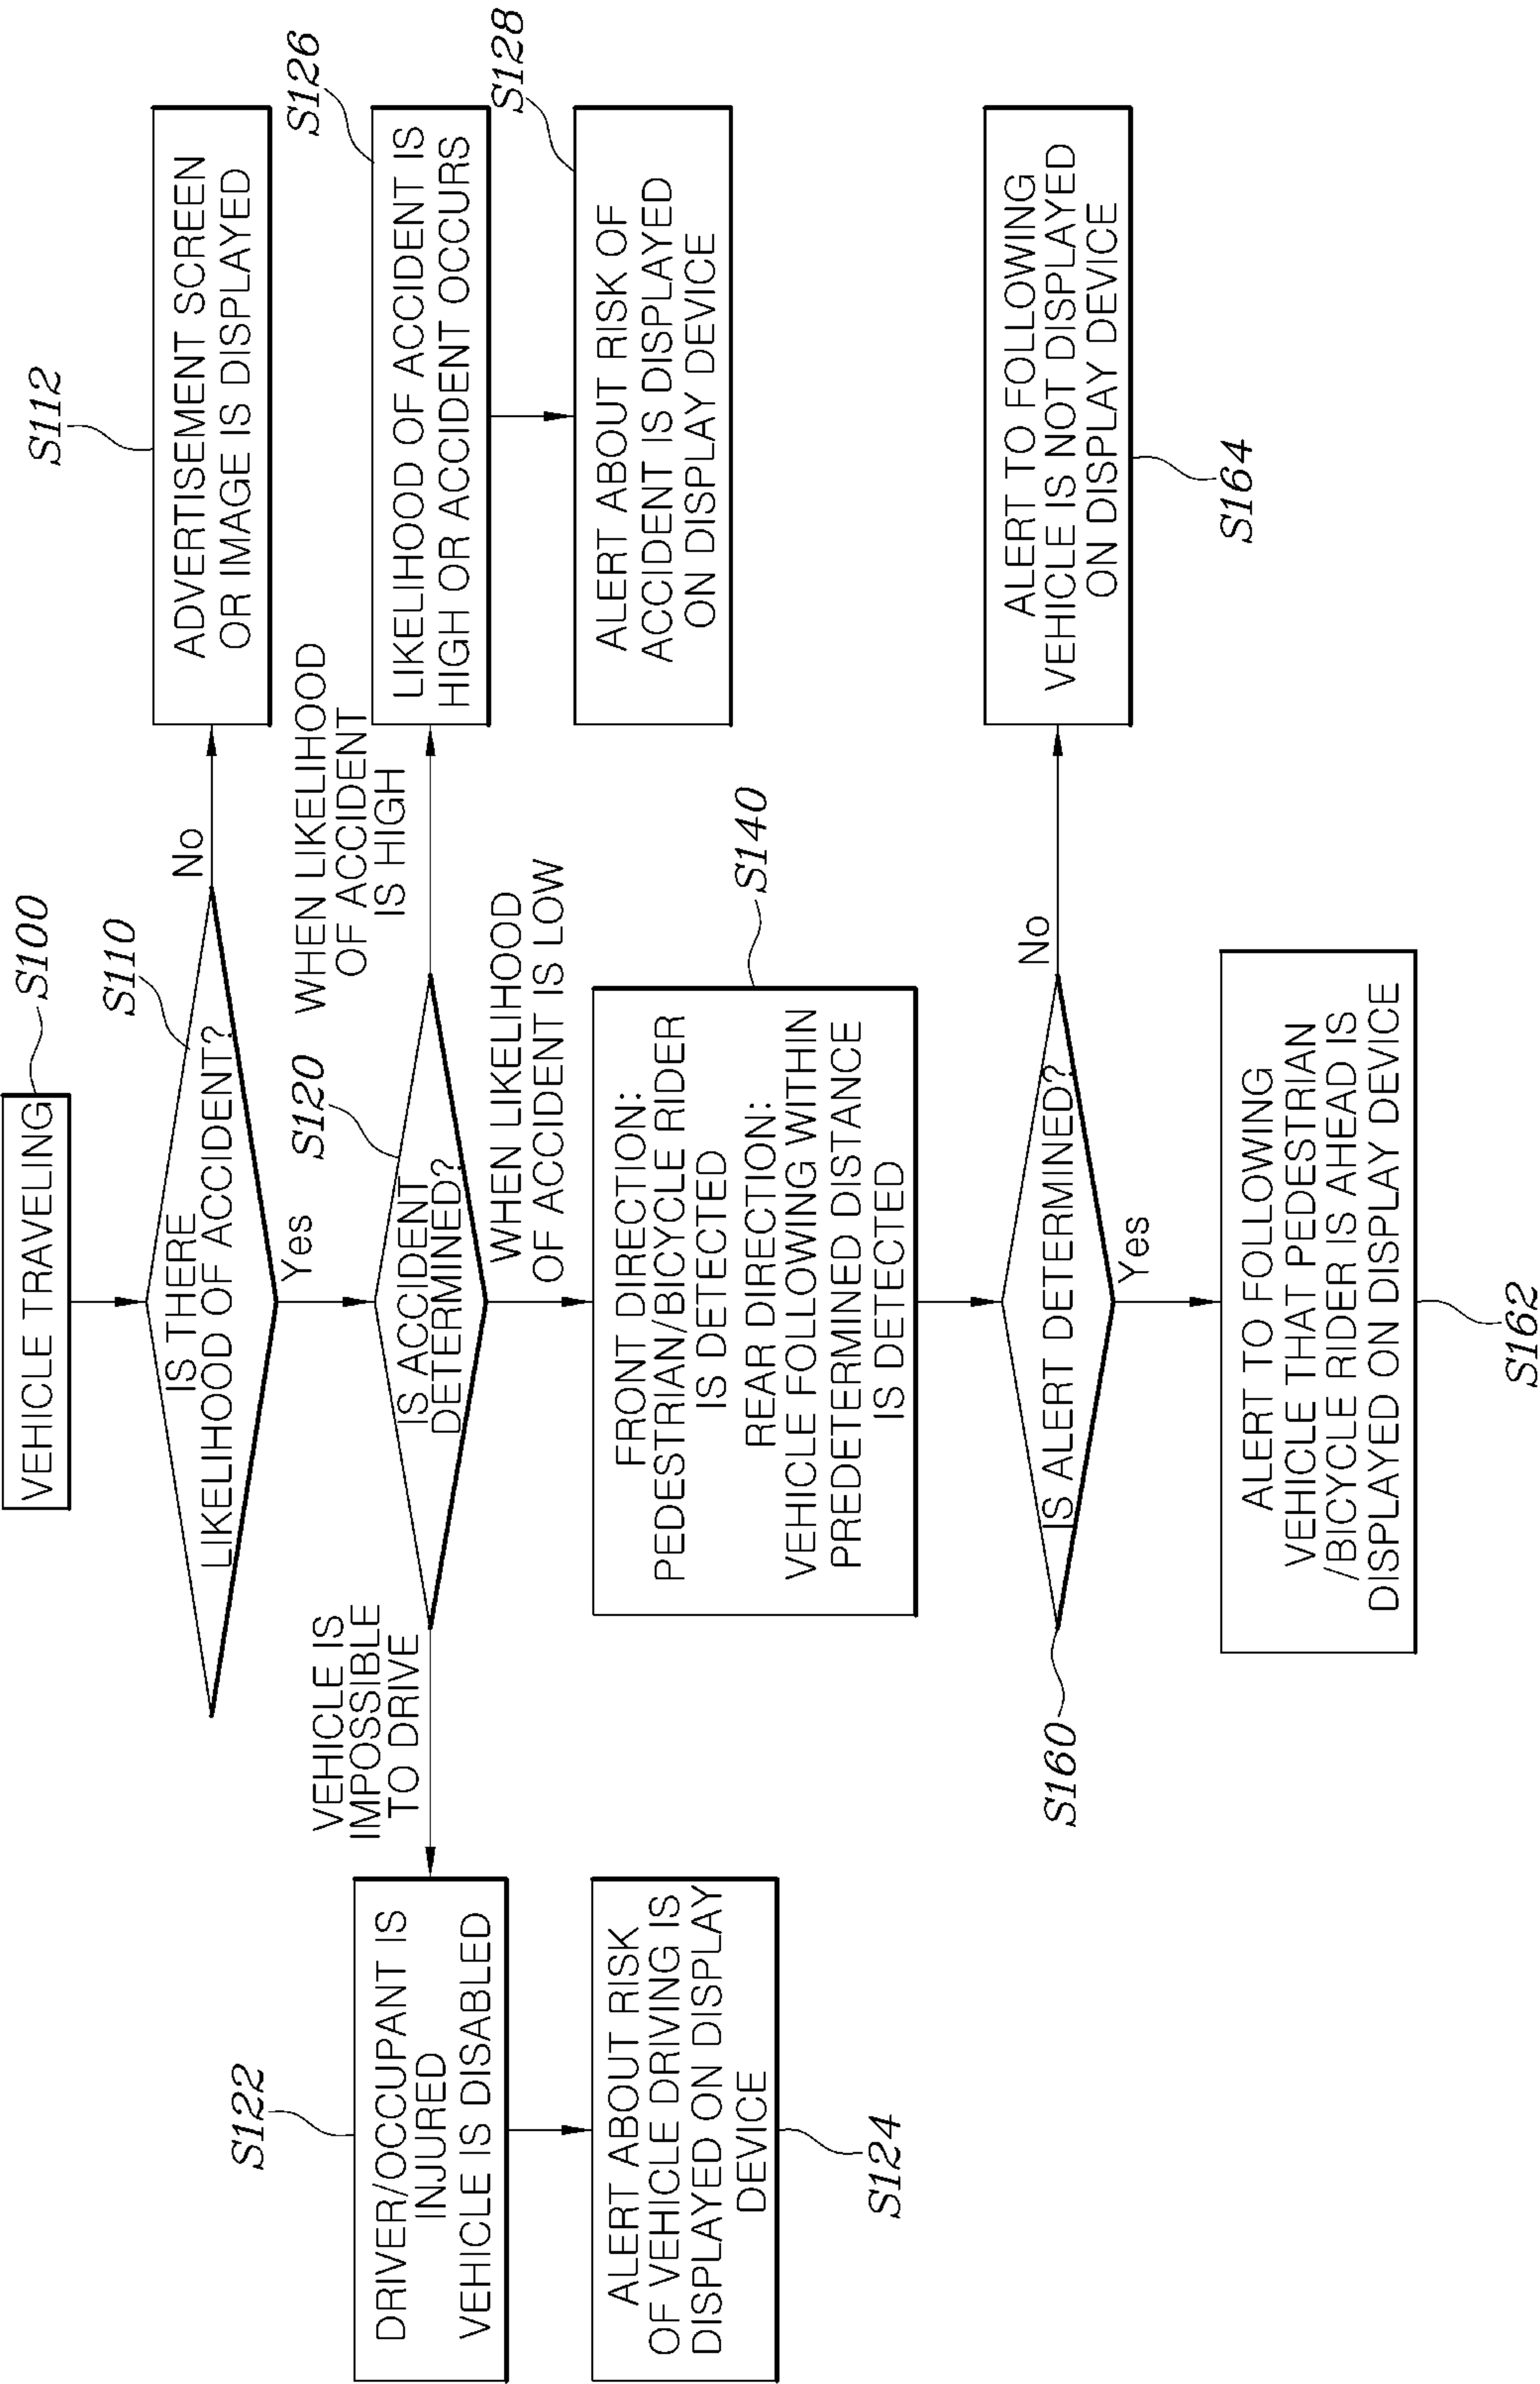 VEHICLE TRAVELING
S100
IS THERE
LIKELIHOOD OF ACCIDENT?
S110
No
ADVERTISEMENT SCREEN
OR IMAGE IS DISPLAYED
S112
Yes
IS ACCIDENT
DETERMINED?
S120
VEHICLE IS
IMPOSSIBLE
TO DRIVE
DRIVER/OCCUPANT IS
INJURED
VEHICLE IS DISABLED
S122
ALERT ABOUT RISK
OF VEHICLE DRIVING IS
DISPLAYED ON DISPLAY
DEVICE
S124
WHEN LIKELIHOOD
OF ACCIDENT
IS HIGH
LIKELIHOOD OF ACCIDENT IS
HIGH OR ACCIDENT OCCURS
S126
ALERT ABOUT RISK OF
ACCIDENT IS DISPLAYED
ON DISPLAY DEVICE
S128
WHEN LIKELIHOOD
OF ACCIDENT IS LOW
FRONT DIRECTION:
PEDESTRIAN/BICYCLE RIDER
IS DETECTED
REAR DIRECTION:
VEHICLE FOLLOWING WITHIN
PREDETERMINED DISTANCE
IS DETECTED
S140
IS ALERT DETERMINED?
S160
No
ALERT TO FOLLOWING
VEHICLE IS NOT DISPLAYED
ON DISPLAY DEVICE
S164
Yes
ALERT TO FOLLOWING
VEHICLE THAT PEDESTRIAN
/BICYCLE RIDER IS AHEAD IS
DISPLAYED ON DISPLAY DEVICE
S162